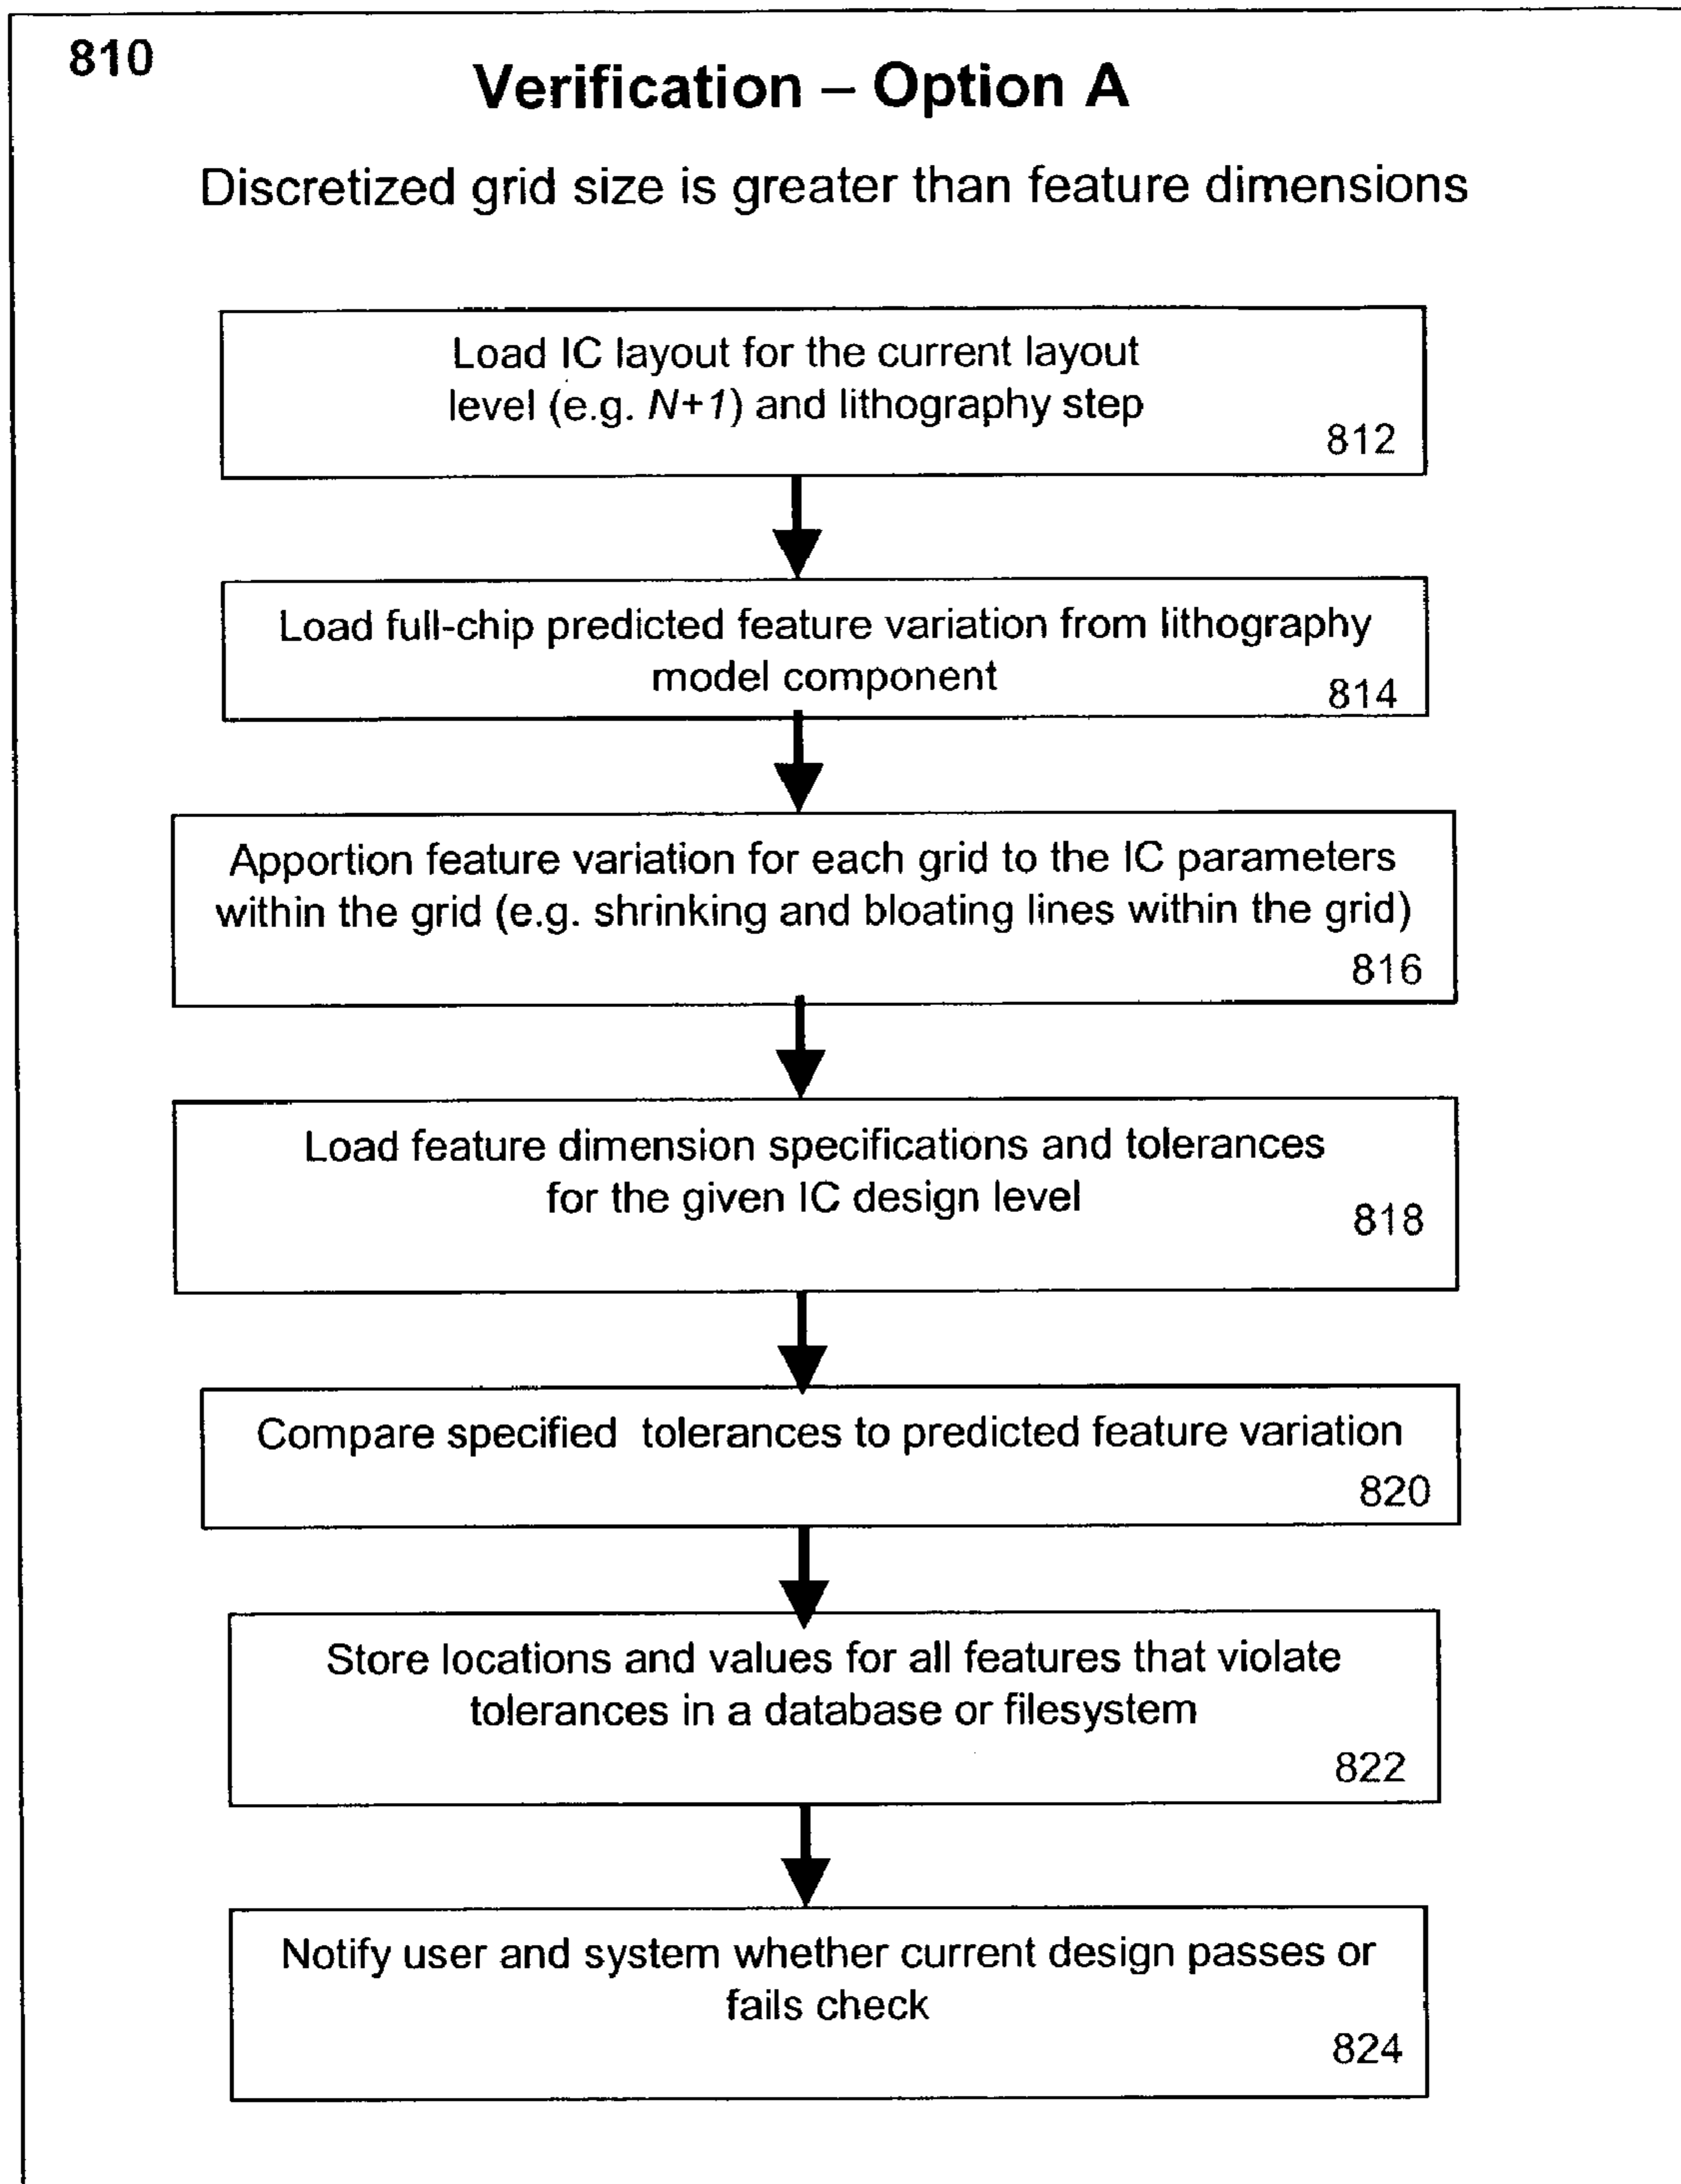 810
Verification – Option A
Discretized grid size is greater than feature dimensions
Load IC layout for the current layout
level (e.g. N+1) and lithography step
812
Load full-chip predicted feature variation from lithography
model component
814
Apportion feature variation for each grid to the IC parameters
within the grid (e.g. shrinking and bloating lines within the grid)
816
Load feature dimension specifications and tolerances
for the given IC design level
818
Compare specified tolerances to predicted feature variation
820
Store locations and values for all features that violate
tolerances in a database or filesystem
822
Notify user and system whether current design passes or
fails check
824